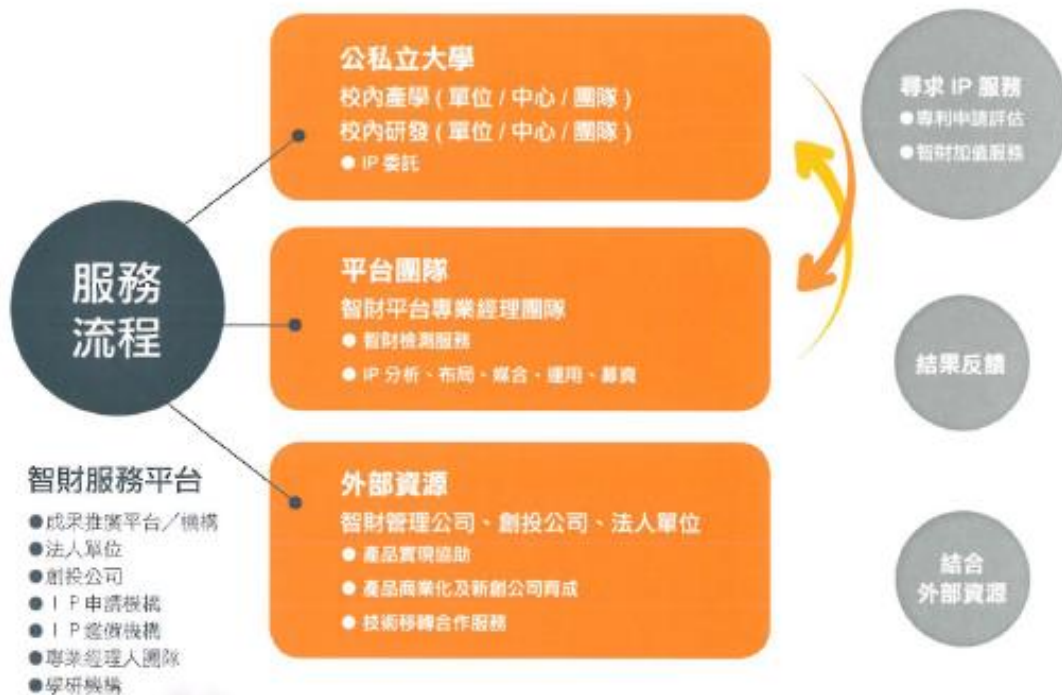 服務
流程
公私立大學
校內產學 ( 單位 / 中心 / 團隊 )
校內研發 ( 單位 / 中心 / 團隊 )
● IP 委託
平台團隊
智財平台專業經理團隊
● 智財檢測服務
● IP 分析、布局、媒合、運用、募資
外部資源
智財管理公司、創投公司、法人單位
● 產品實現協助
● 產品商業化及新創公司育成
● 技術移轉合作服務
尋求 IP 服務
● 專利申請評估
● 智財加值服務
結果反饋
結合
外部資源
智財服務平台
●成果推廣平台／機構
●法人單位
●創投公司
●ＩＰ申請機構
●ＩＰ鑑價機構
●專業經理人團隊
●學研機構